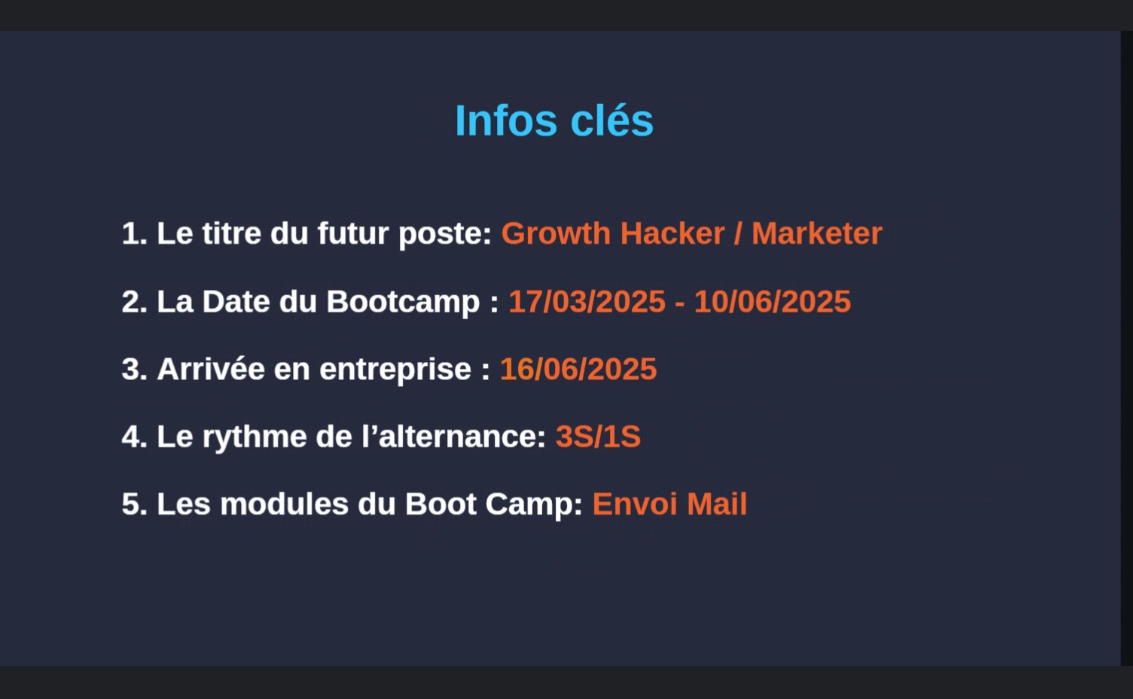 Infos clés
1. Le titre du futur poste: Growth Hacker / Marketer
2. La Date du Bootcamp : 17/03/2025 - 10/06/2025
3. Arrivée en entreprise : 16/06/2025
4. Le rythme de l’alternance: 3S/1S
5. Les modules du Boot Camp: Envoi Mail